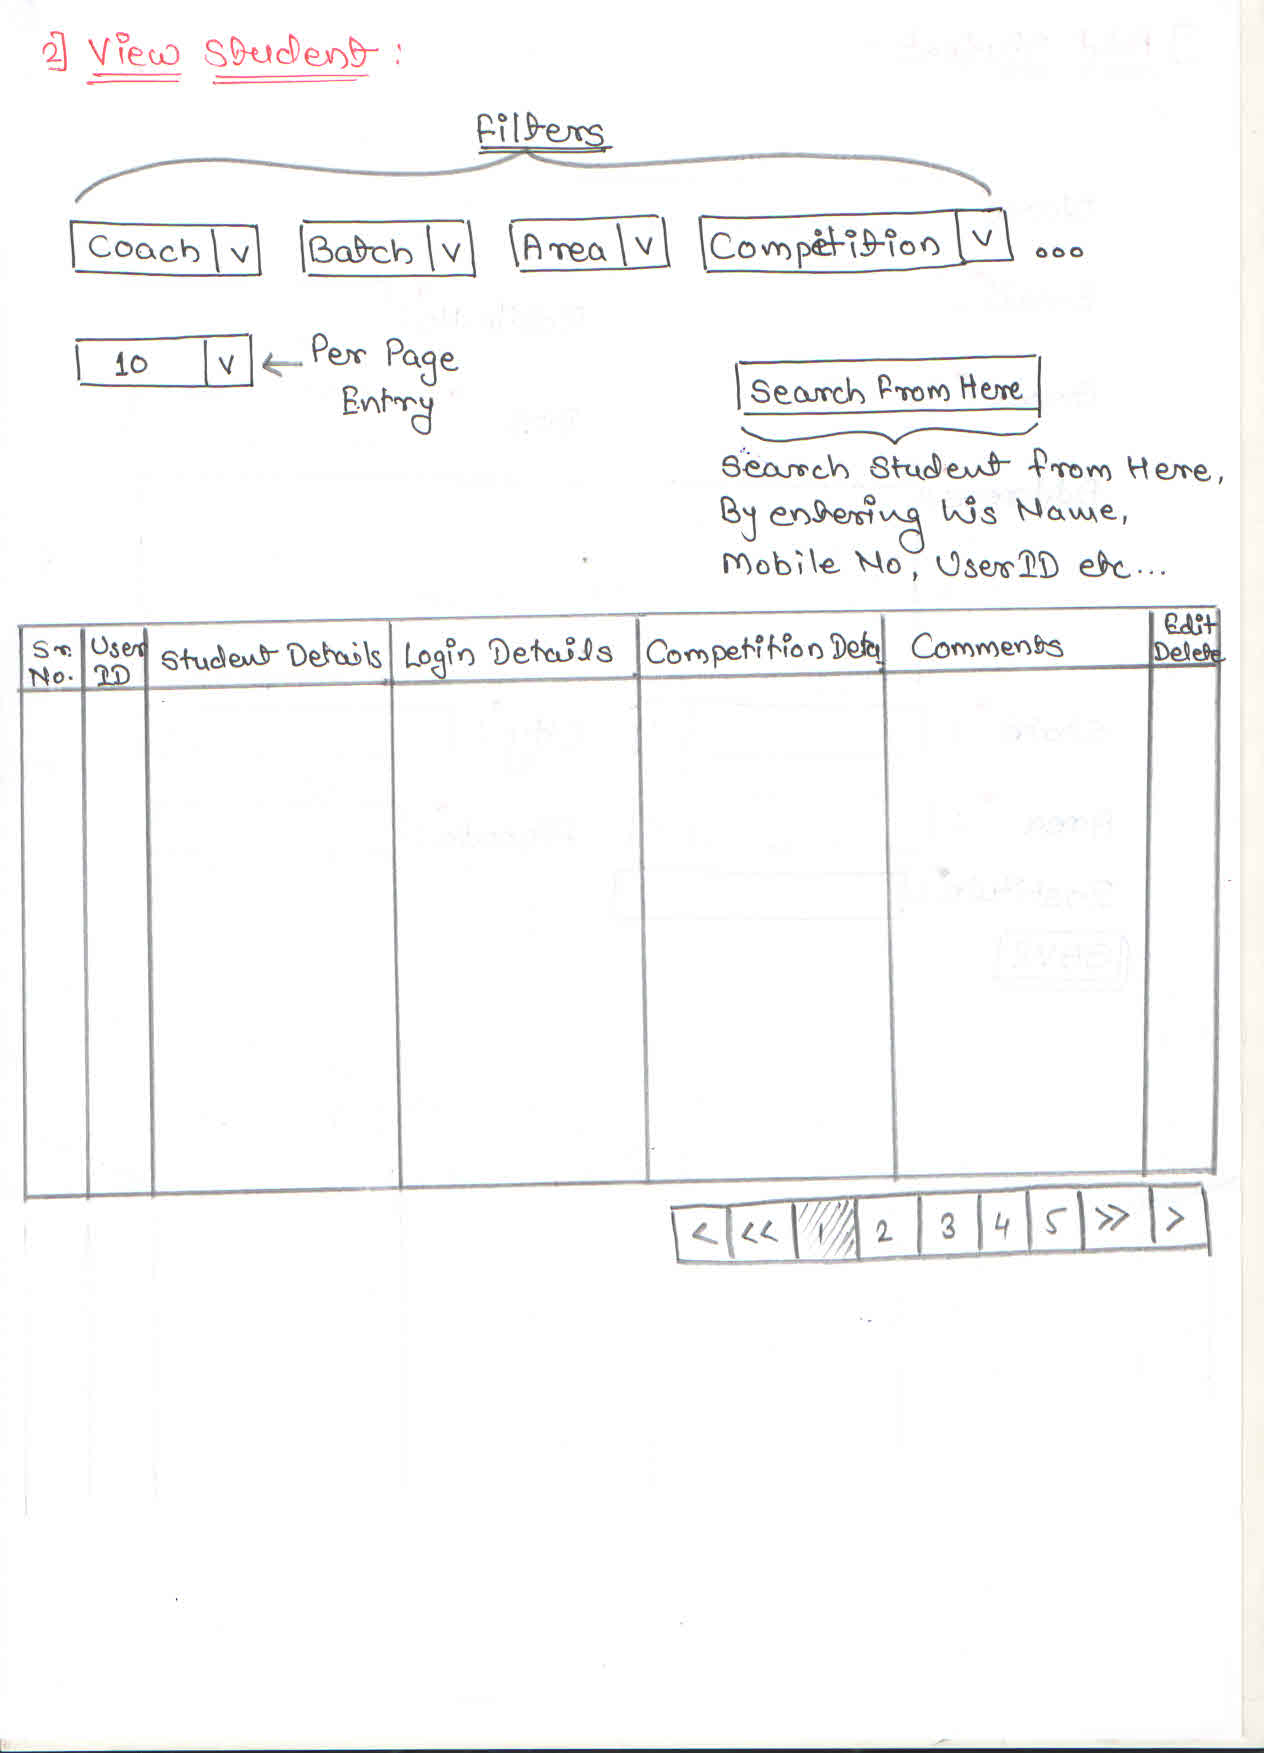 2] View Student :
Filters
Coach v Batch v Area v Competition v ...
10 v ← Per Page
Entry
Search From Here
Search Student from Here,
By entering his Name,
Mobile No, User ID etc...
Sr. No. User ID Student Details Login Details Competition Deta Comments Edit Delete
< << 1 2 3 4 5 >> >